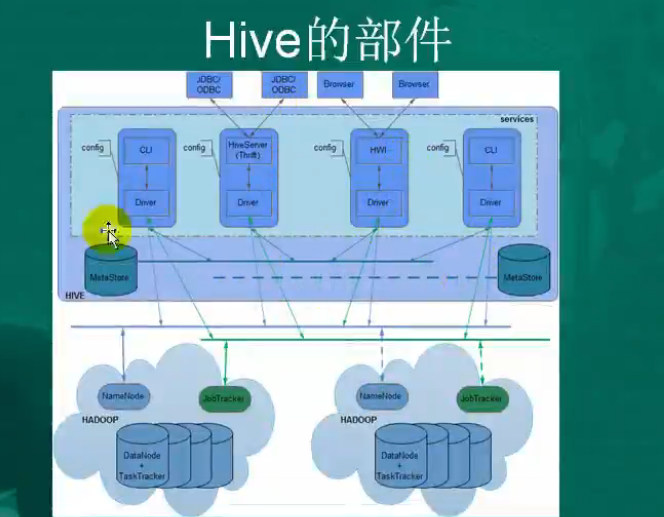 Hive的部件
JDBC/
ODBC
JDBC/
ODBC
Browser
Browser
services
config
CLI
Driver
config
HiveServer
(Thrift)
Driver
config
HWI
Driver
config
CLI
Driver
MetaStore
MetaStore
HIVE
NameNode
JobTracker
HADOOP
DataNode
+
TaskTracker
NameNode
JobTracker
HADOOP
DataNode
+
TaskTracker